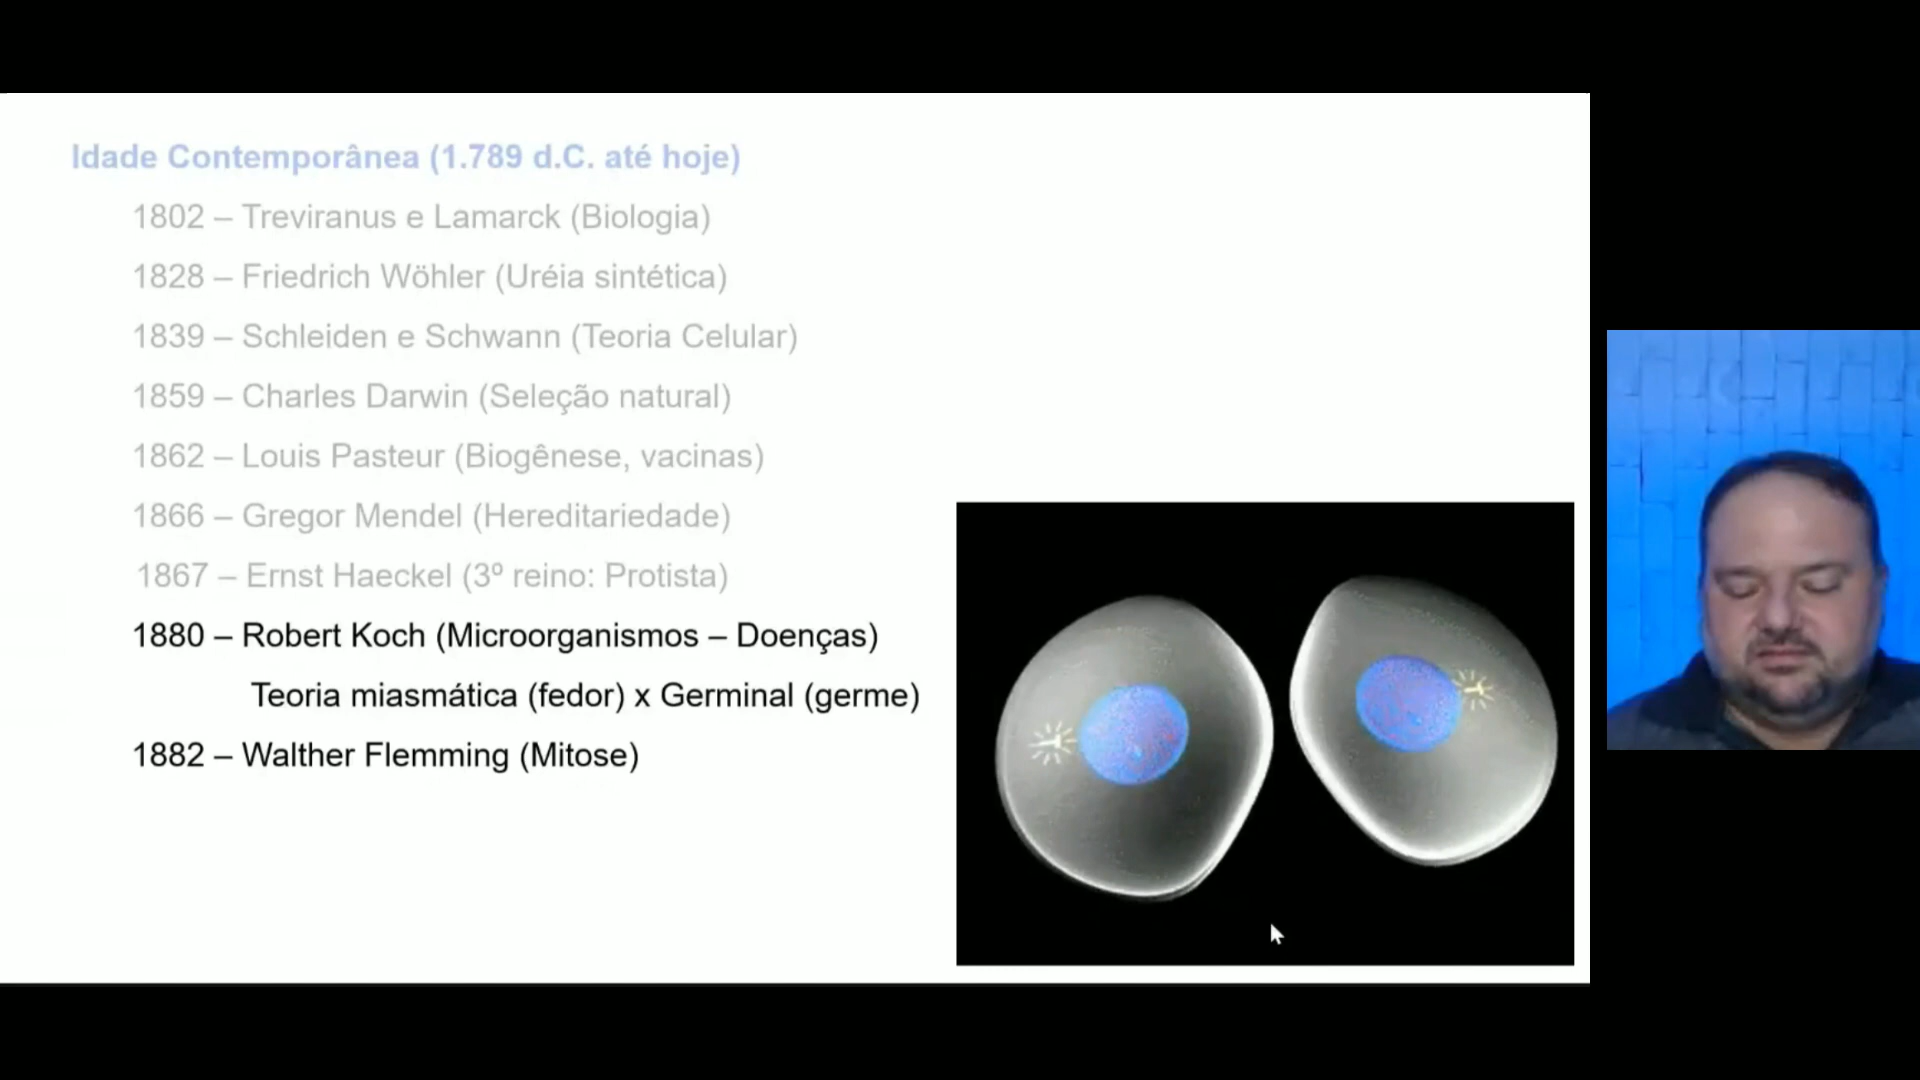 Idade Contemporânea (1.789 d.C. até hoje)
1802 – Treviranus e Lamarck (Biologia)
1828 – Friedrich Wöhler (Uréia sintética)
1839 – Schleiden e Schwann (Teoria Celular)
1859 – Charles Darwin (Seleção natural)
1862 – Louis Pasteur (Biogênese, vacinas)
1866 – Gregor Mendel (Hereditariedade)
1867 – Ernst Haeckel (3º reino: Protista)
1880 – Robert Koch (Microorganismos – Doenças)
Teoria miasmática (fedor) x Germinal (germe)
1882 – Walther Flemming (Mitose)